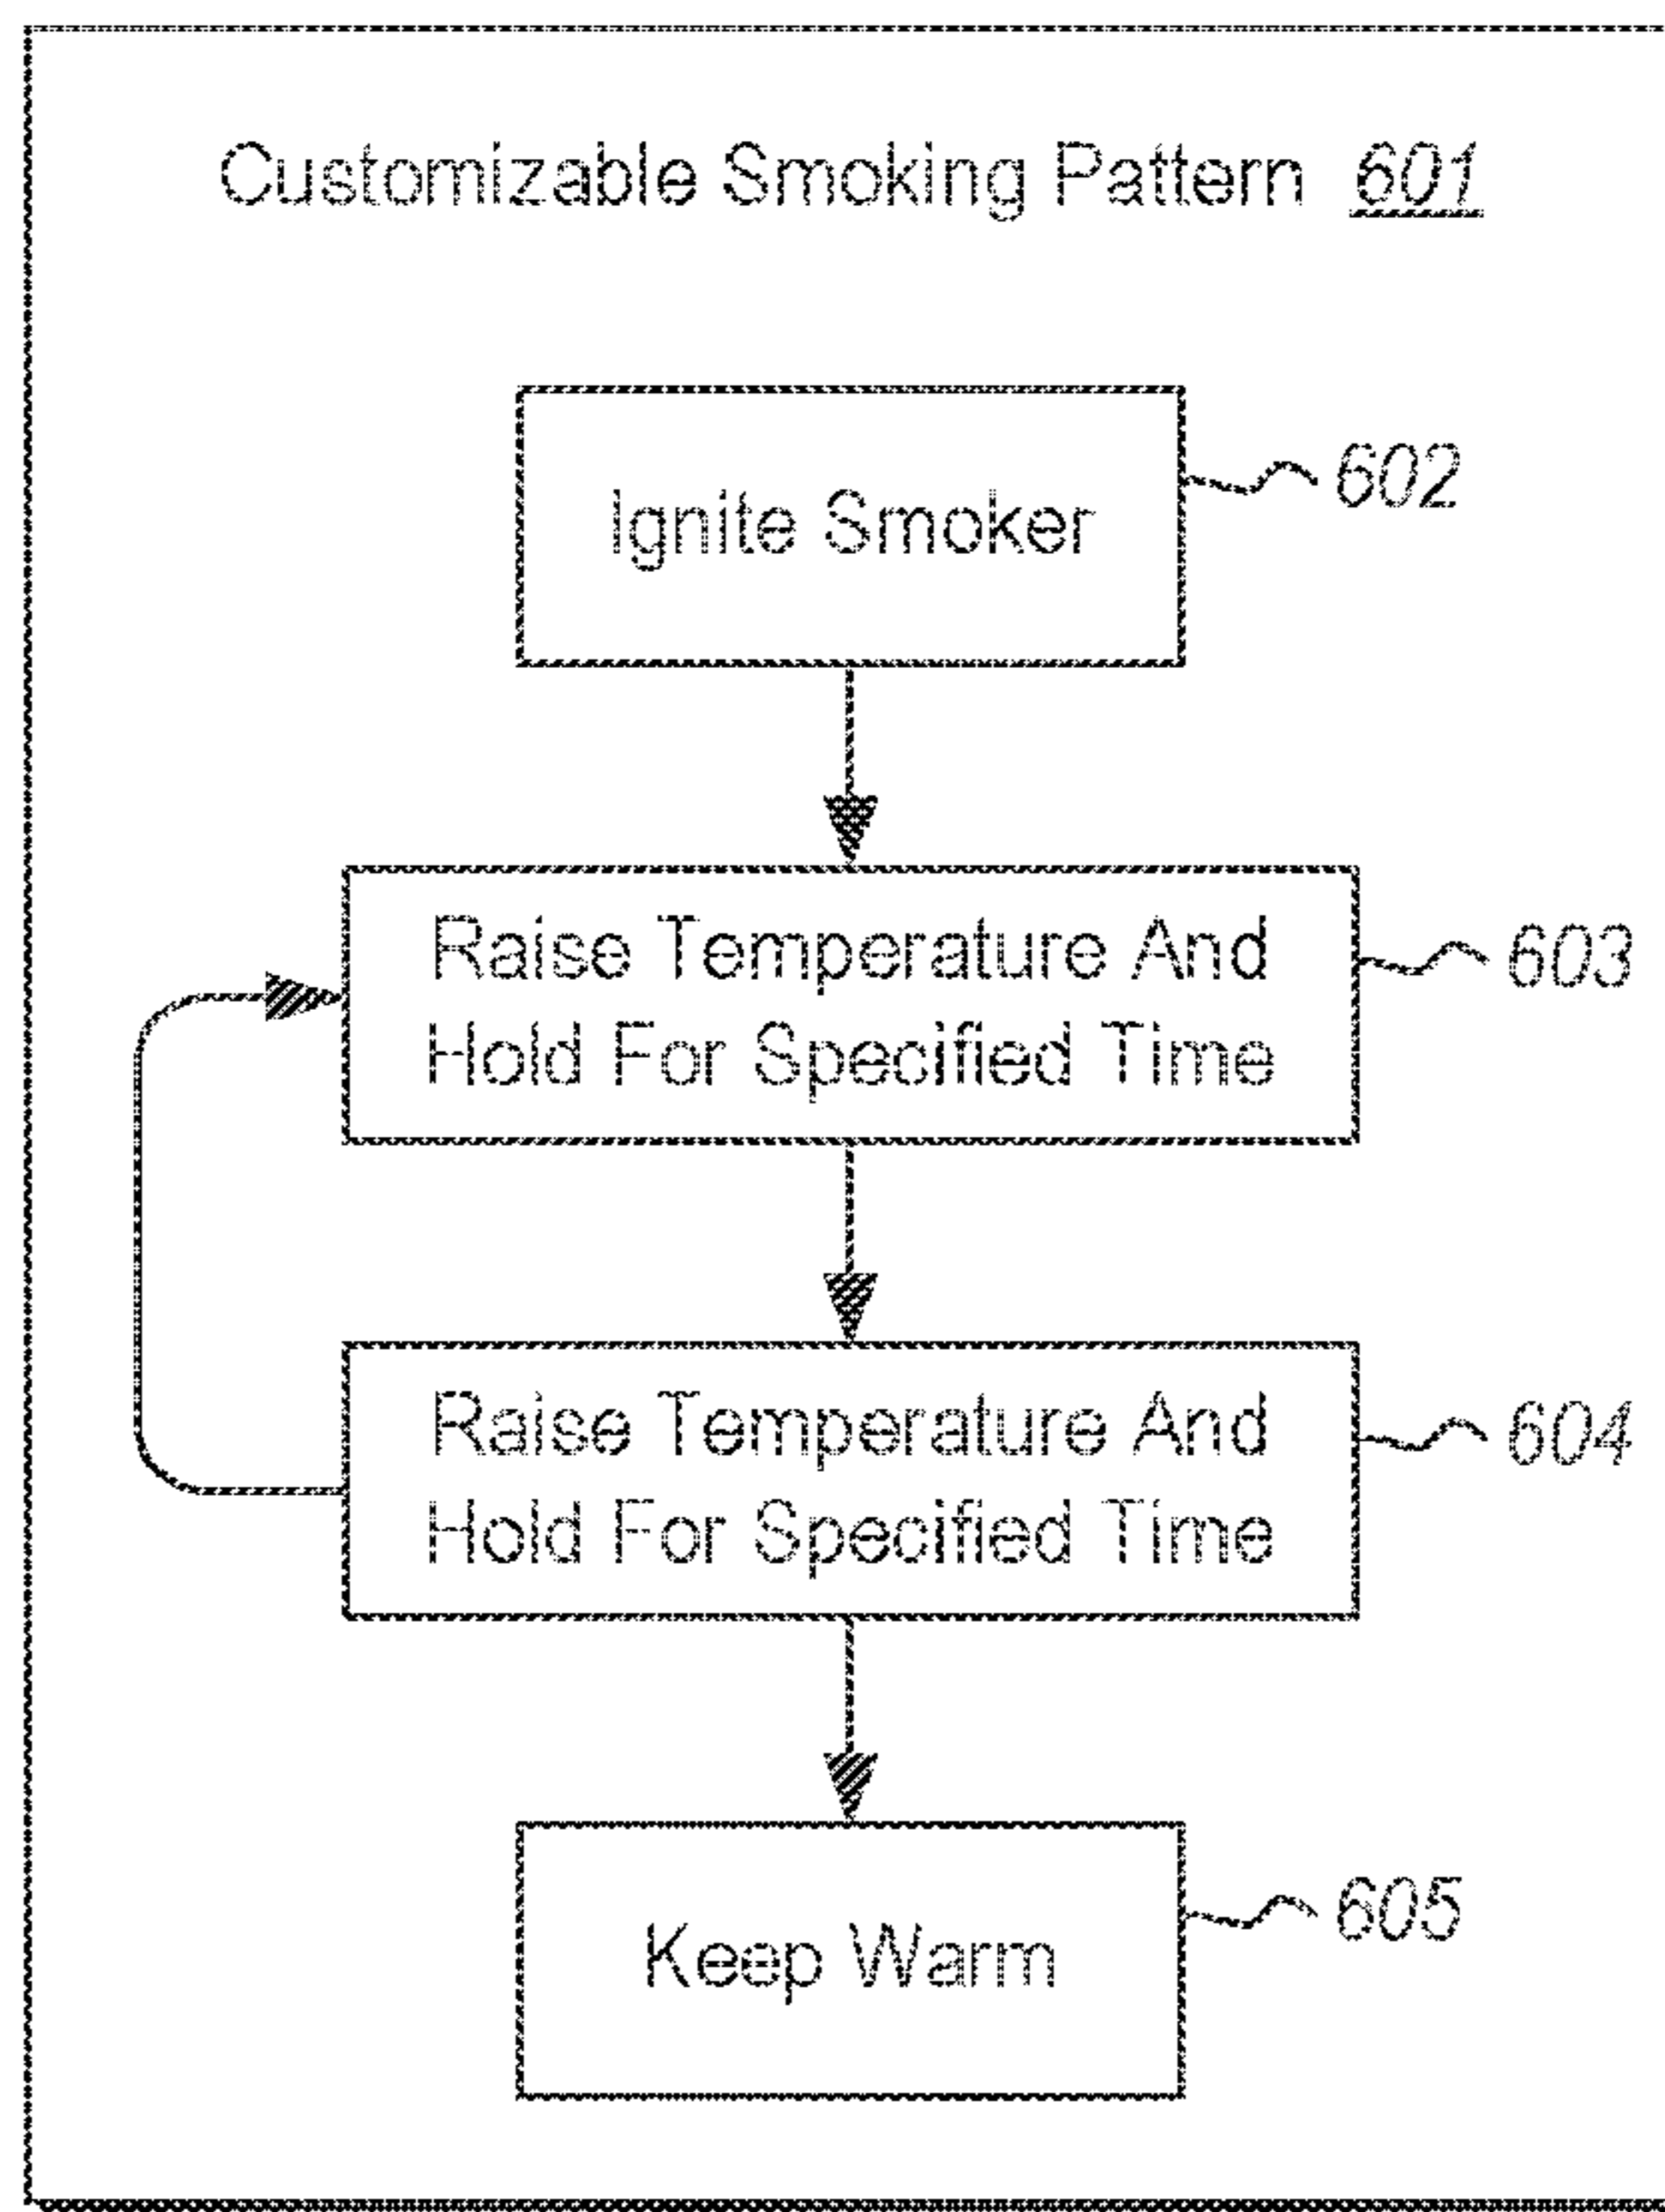 Customizable Smoking Pattern 601
Ignite Smoker
602
Raise Temperature And
Hold For Specified Time
603
Raise Temperature And
Hold For Specified Time
604
Keep Warm
605